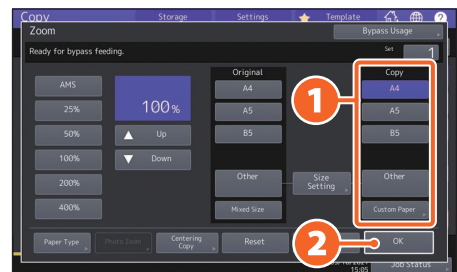 Copy Storage Settings Template
Zoom Bypass Usage
Ready for bypass feeding. Set 1
Original Copy
AMS A4 A4
25% 100% A5 A5
50% Up B5 B5
100% Down
200% Other Size Setting Other
400% Mixed Size Custom Paper
Paper Type Photo Zoom Centering Copy Reset OK
15:05 Job Status
1
2